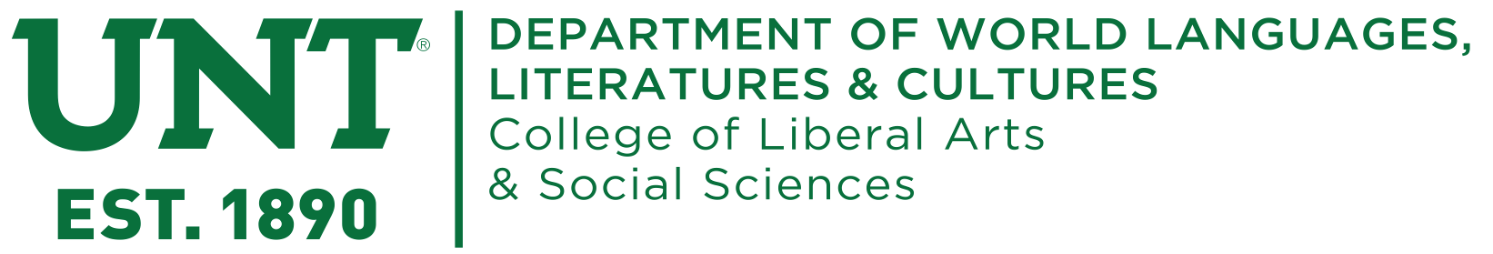 UNT®
EST. 1890
DEPARTMENT OF WORLD LANGUAGES,
LITERATURES & CULTURES
College of Liberal Arts
& Social Sciences